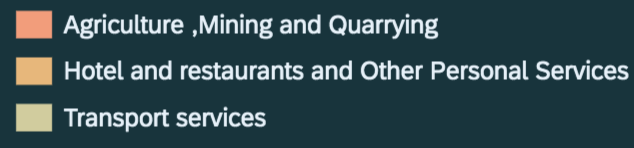 Agriculture ,Mining and Quarrying
Hotel and restaurants and Other Personal Services
Transport services